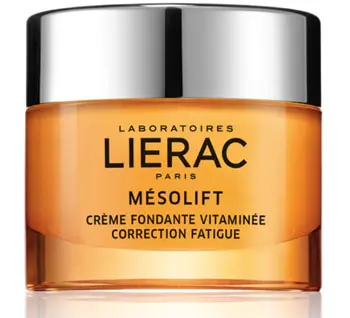 LABORATOIRES
LIERAC
PARIS
MÉSOLIFT
CRÈME FONDANTE VITAMINÉE
CORRECTION FATIGUE